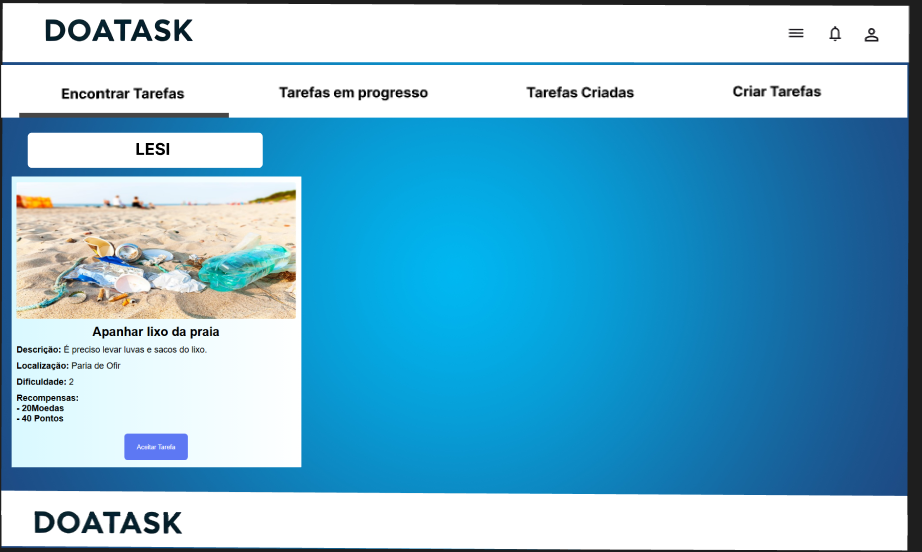 DOATASK
Encontrar Tarefas
Tarefas em progresso
Tarefas Criadas
Criar Tarefas
LESI
Apanhar lixo da praia
Descrição: É preciso levar luvas e sacos do lixo.
Localização: Paria de Ofir
Dificuldade: 2
Recompensas:
- 20Moedas
- 40 Pontos
Aceitar Tarefa
DOATASK